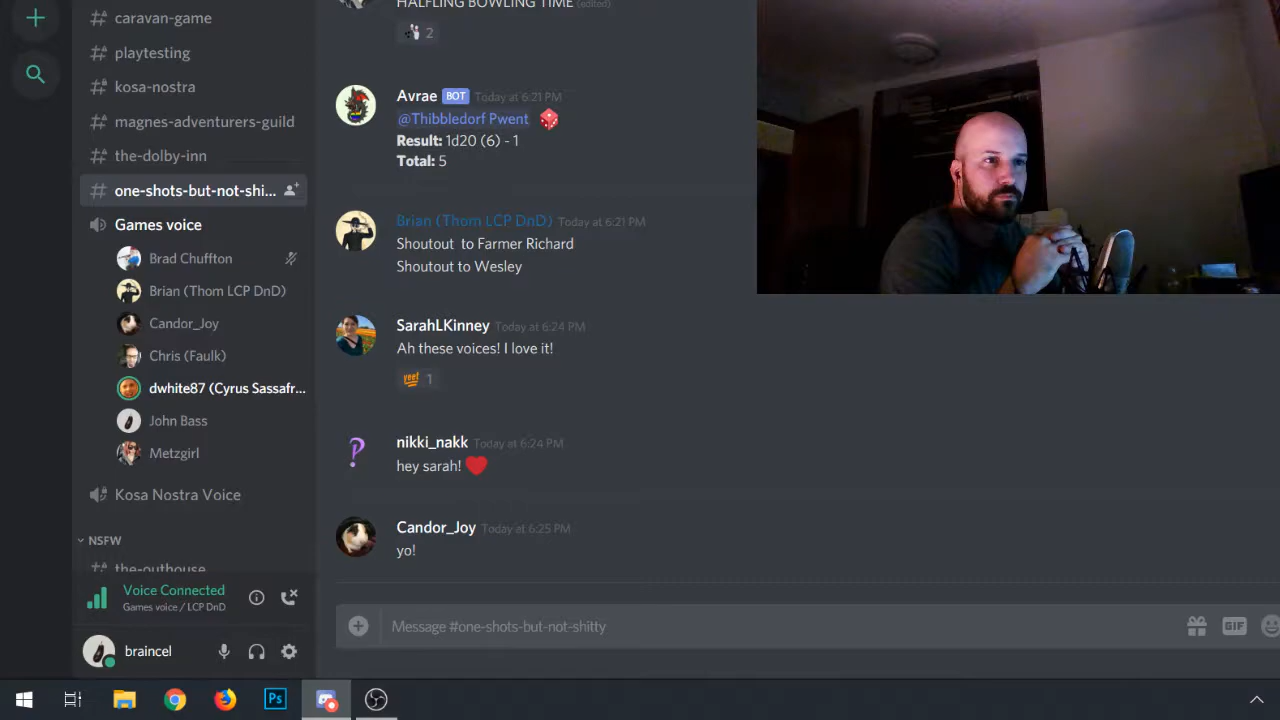 caravan-game
playtesting
kosa-nostra
magnes-adventurers-guild
the-dolby-inn
one-shots-but-not-shi...
Games voice
Brad Chuffton
Brian (Thom LCP DnD)
Candor_Joy
Chris (Faulk)
dwhite87 (Cyrus Sassafr...
John Bass
Metzgirl
Kosa Nostra Voice
NSFW
the-outhouse
Voice Connected
Games voice / LCP DnD
braincel
HALFLING BOWLING TIME (edited)
2
Avrae BOT Today at 6:21 PM
@Thibbledorf Pwent
Result: 1d20 (6) - 1
Total: 5
Brian (Thom LCP DnD) Today at 6:21 PM
Shoutout to Farmer Richard
Shoutout to Wesley
SarahLKinney Today at 6:24 PM
Ah these voices! I love it!
yeet 1
nikki_nakk Today at 6:24 PM
hey sarah!
Candor_Joy Today at 6:25 PM
yo!
Message #one-shots-but-not-shitty
GIF
Ps